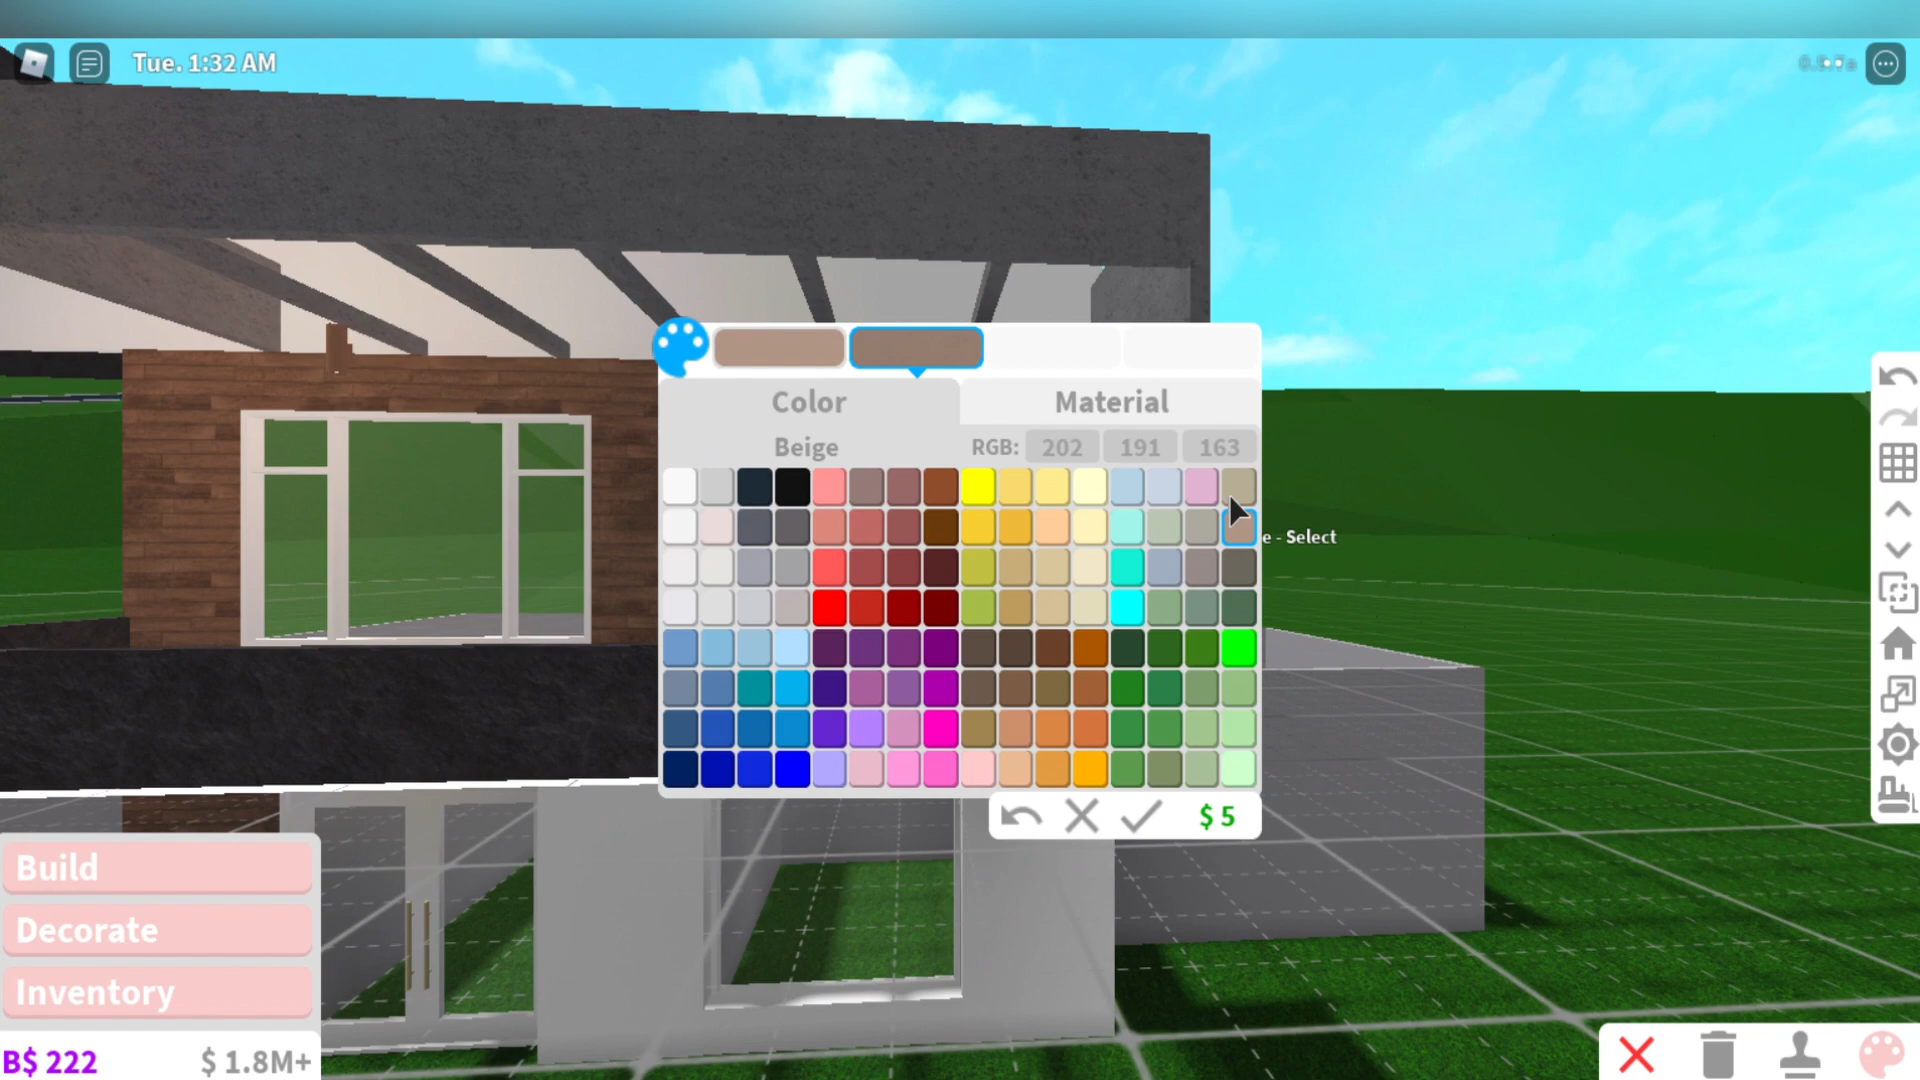 Tue. 1:32 AM
Color
Material
Beige
RGB: 202 191 163
e - Select
$ 5
Build
Decorate
Inventory
B$ 222
$ 1.8M+